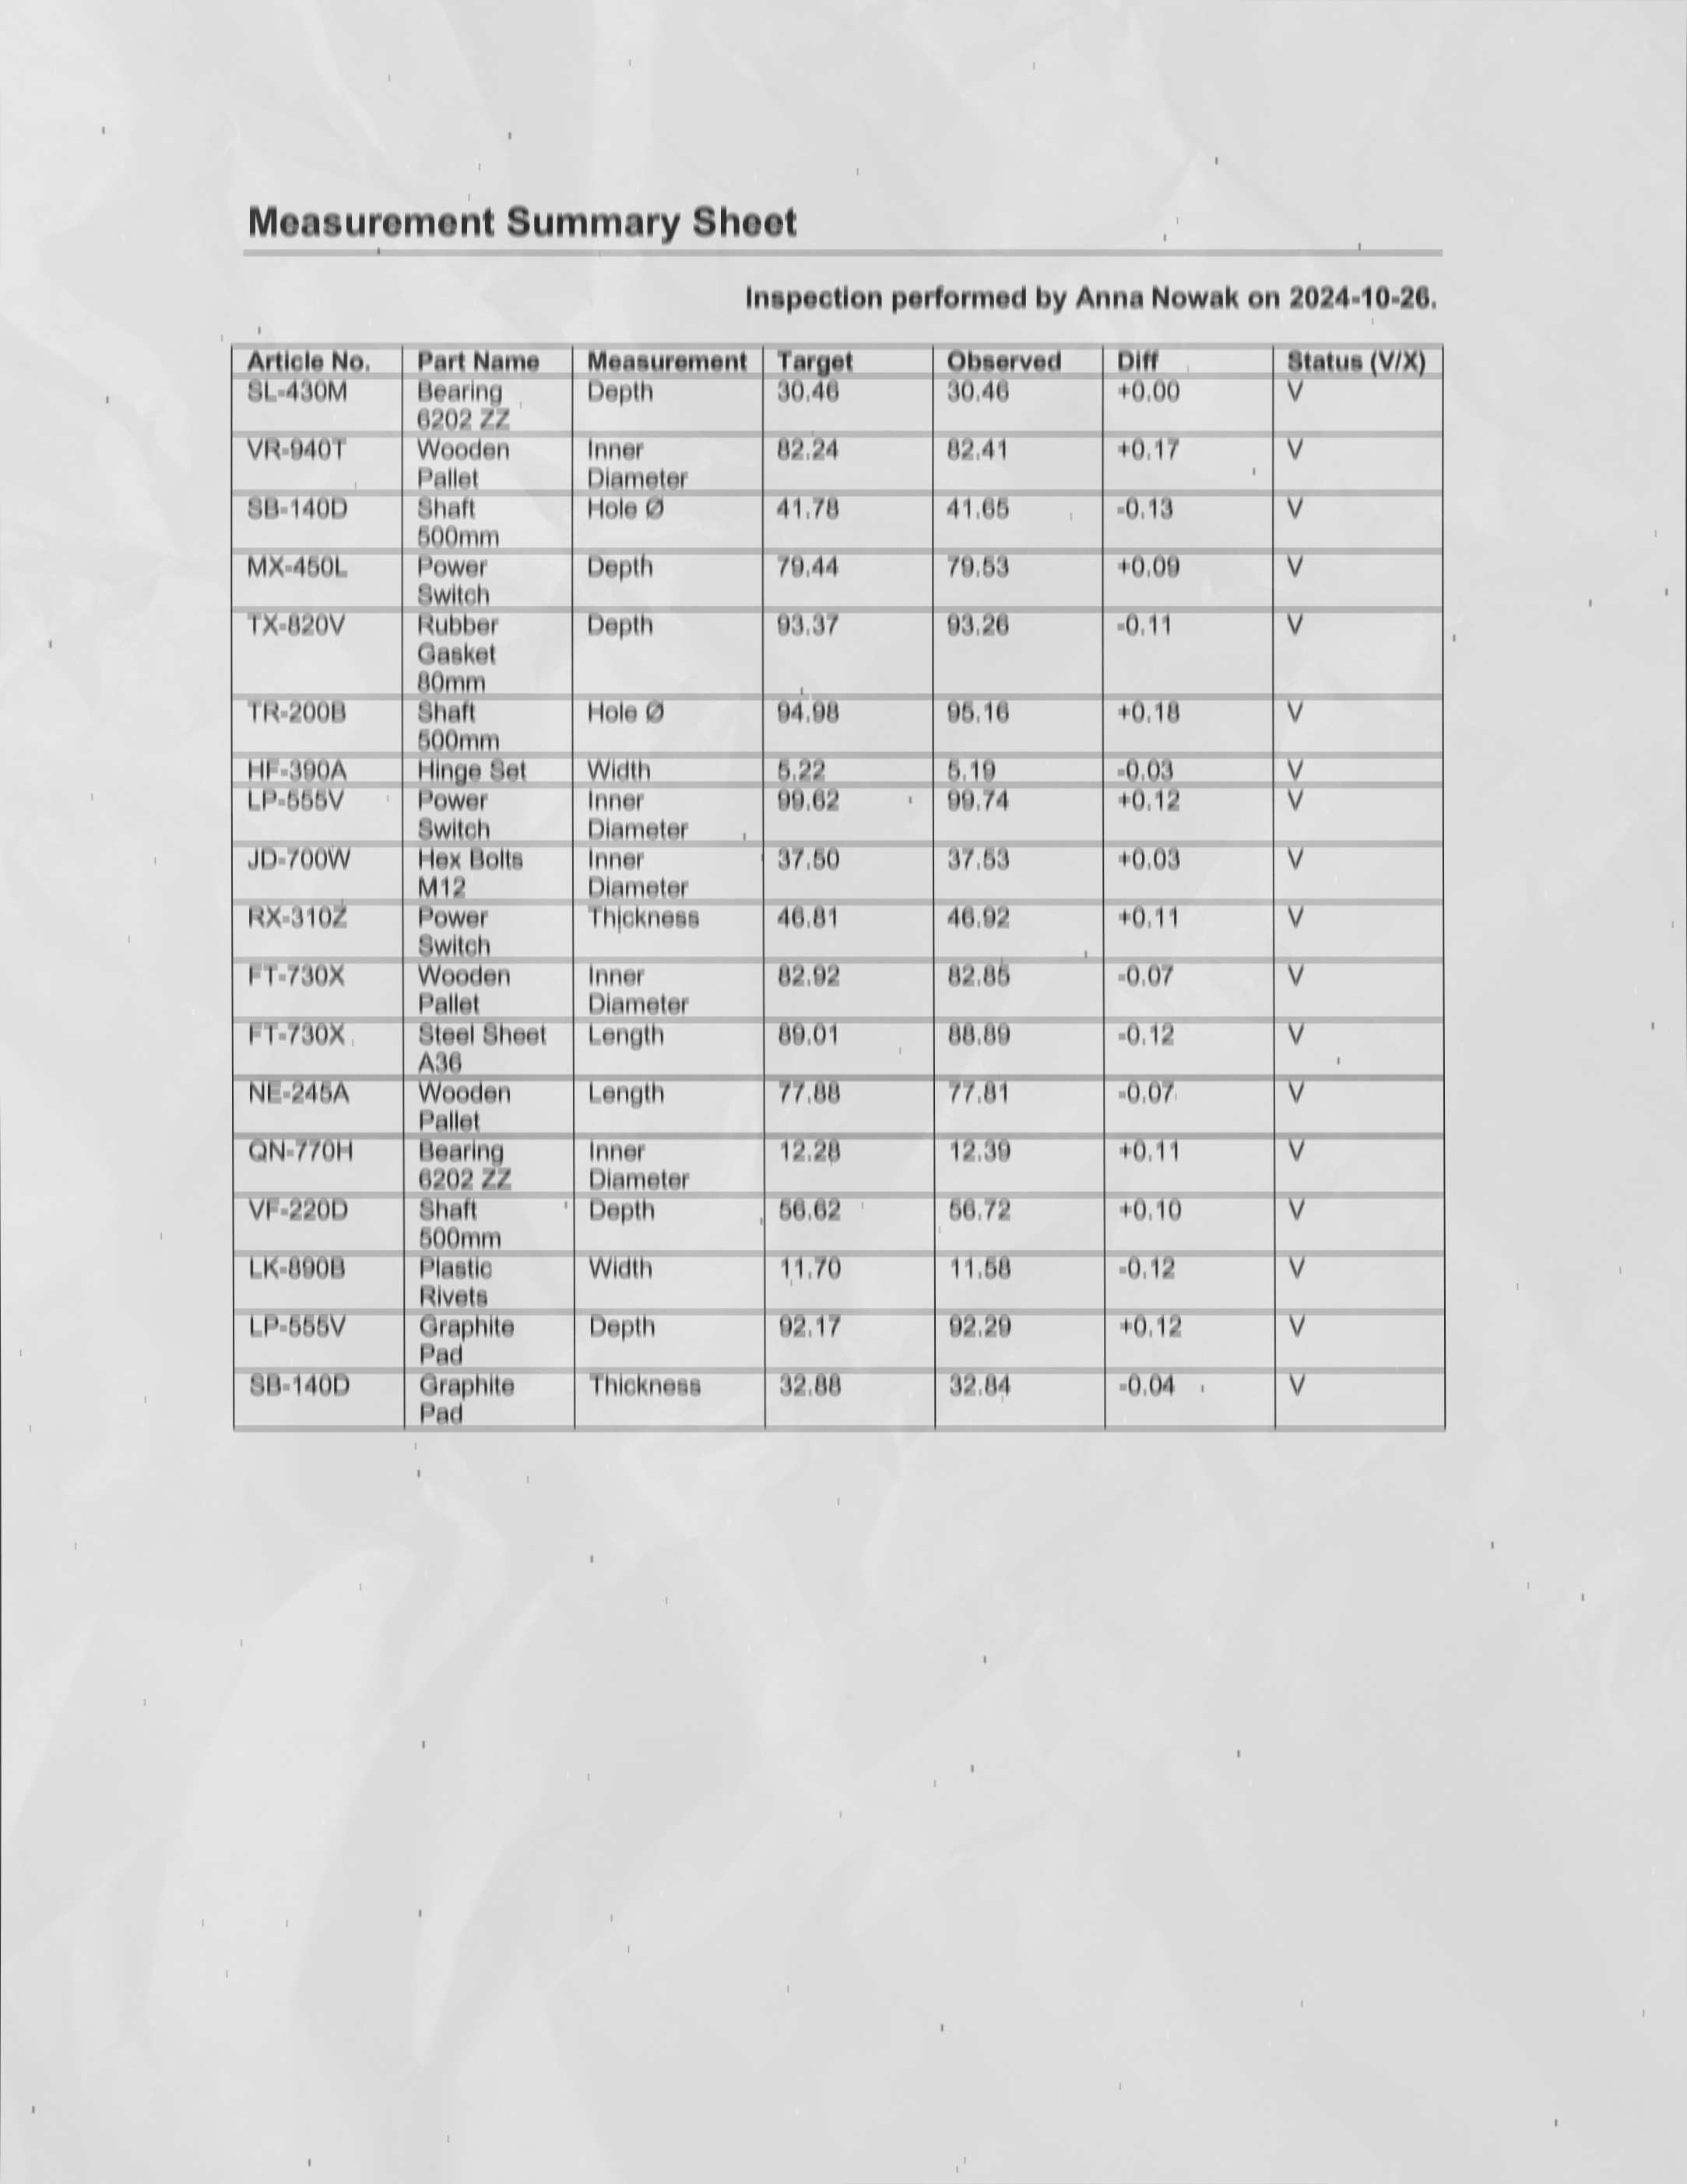 Measurement Summary Sheet
Inspection performed by Anna Nowak on 2024-10-26.
Article No. Part Name Measurement Target Observed Diff Status (V/X)
SL-430M Bearing 6202 ZZ Depth 30.46 30.46 +0.00 V
VR-940T Wooden Pallet Inner Diameter 82.24 82.41 +0.17 V
SB-140D Shaft 500mm Hole Ø 41.78 41.65 -0.13 V
MX-450L Power Switch Depth 79.44 79.53 +0.09 V
TX-820V Rubber Gasket 80mm Depth 93.37 93.26 -0.11 V
TR-200B Shaft 500mm Hole Ø 94.98 95.16 +0.18 V
HF-390A Hinge Set Width 5.22 5.19 -0.03 V
LP-555V Power Switch Inner Diameter 99.62 99.74 +0.12 V
JD-700W Hex Bolts M12 Inner Diameter 37.50 37.53 +0.03 V
RX-310Z Power Switch Thickness 46.81 46.92 +0.11 V
FT-730X Wooden Pallet Inner Diameter 82.92 82.85 -0.07 V
FT-730X Steel Sheet A36 Length 89.01 88.89 -0.12 V
NE-245A Wooden Pallet Length 77.88 77.81 -0.07 V
QN-770H Bearing 6202 ZZ Inner Diameter 12.28 12.39 +0.11 V
VF-220D Shaft 500mm Depth 56.62 56.72 +0.10 V
LK-890B Plastic Rivets Width 11.70 11.58 -0.12 V
LP-555V Graphite Pad Depth 92.17 92.29 +0.12 V
SB-140D Graphite Pad Thickness 32.88 32.84 -0.04 V